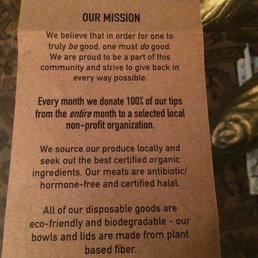 OUR MISSION
We believe that in order for one to
truly be good, one must do good.
We are proud to be a part of this
community and strive to give back in
every way possible.
Every month we donate 100% of our tips
from the entire month to a selected local
non-profit organization.
We source our produce locally and
seek out the best certified organic
ingredients. Our meats are antibiotic/
hormone-free and certified halal.
All of our disposable goods are
eco-friendly and biodegradable - our
bowls and lids are made from plant
based fiber.